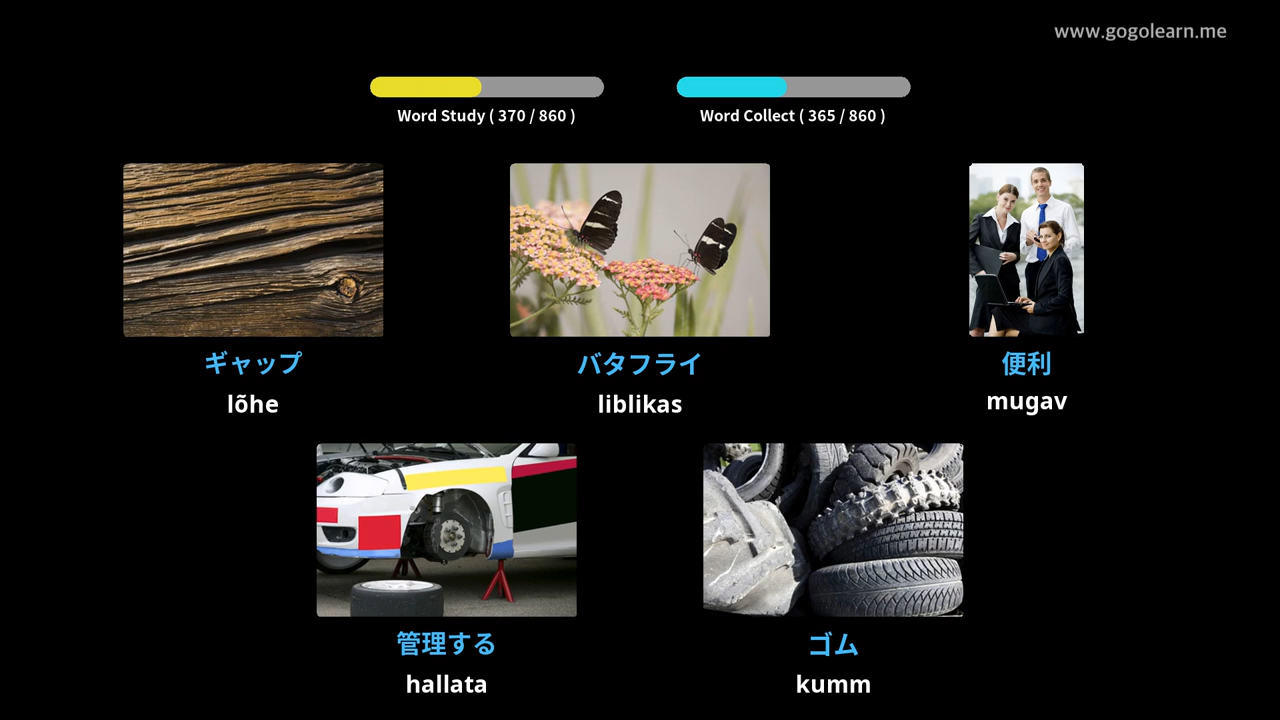 www.gogolearn.me
Word Study ( 370 / 860 )
Word Collect ( 365 / 860 )
ギャップ
lõhe
バタフライ
liblikas
便利
mugav
管理する
hallata
ゴム
kumm